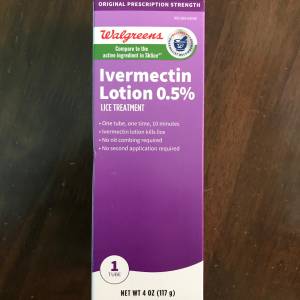 ORIGINAL PRESCRIPTION STRENGTH
Walgreens
Compare to the
active ingredient in Sklice®
Ivermectin
Lotion 0.5%
LICE TREATMENT
• One tube, one time, 10 minutes
• Ivermectin lotion kills lice
• No nit combing required
• No second application required
1
TUBE
NET WT 4 OZ (117 g)